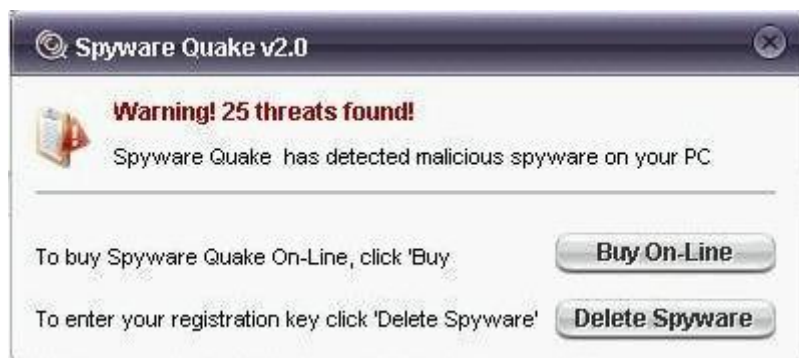 Spyware Quake v2.0
Warning! 25 threats found!
Spyware Quake has detected malicious spyware on your PC
To buy Spyware Quake On-Line, click 'Buy
Buy On-Line
To enter your registration key click 'Delete Spyware'
Delete Spyware